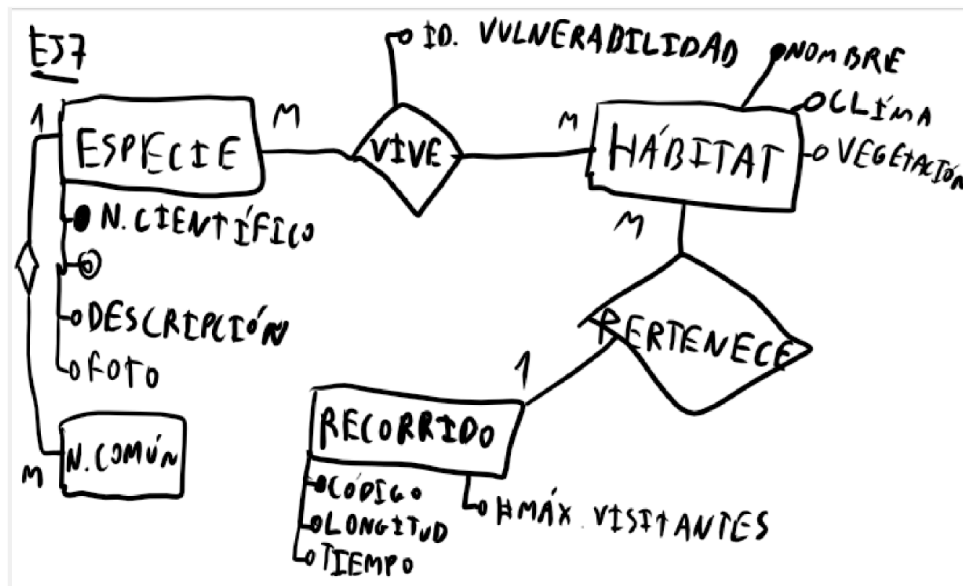 EJ7
ID. VULNERABILIDAD
NOMBRE
CLÍMA
VEGETACIÓN
1
ESPECIE
M
VIVE
M
HÁBITAT
N. CIENTÍFICO
M
DESCRIPCIÓN
FOTO
PERTENECE
1
RECORRIDO
M
N. COMÚN
CÓDIGO
#MÁX. VISITANTES
LONGITUD
TIEMPO